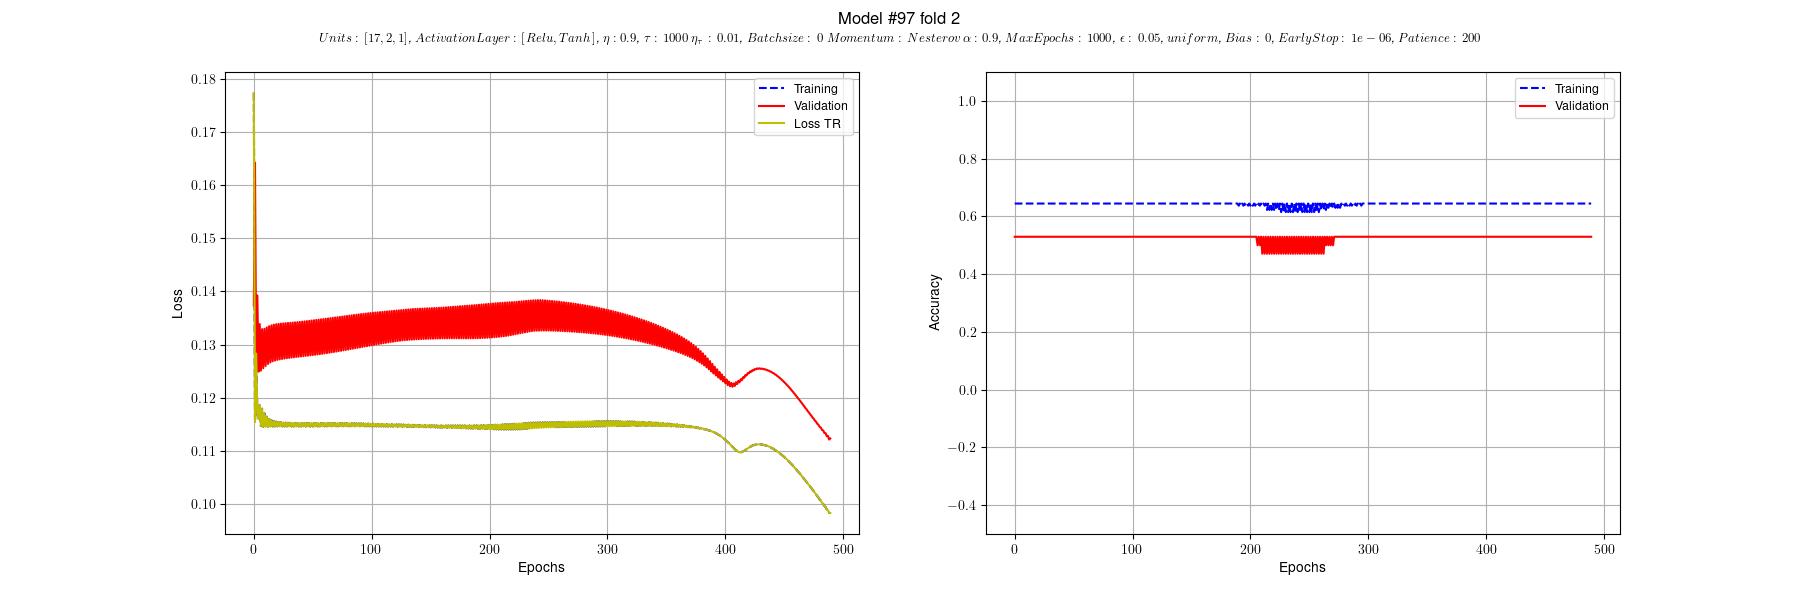 Model #97 fold 2
Units : [17, 2, 1], ActivationLayer : [Relu, Tanh], η : 0.9, τ : 1000 ητ : 0.01, Batchsize : 0 Momentum : Nesterov α : 0.9, MaxEpochs : 1000, ϵ : 0.05, uniform, Bias : 0, EarlyStop : 1e − 06, Patience : 200
0.18
0.17
0.16
0.15
0.14
0.13
0.12
0.11
0.10
Loss
Training
Validation
Loss TR
0 100 200 300 400 500
Epochs
1.0
0.8
0.6
0.4
0.2
0.0
−0.2
−0.4
Accuracy
Training
Validation
0 100 200 300 400 500
Epochs